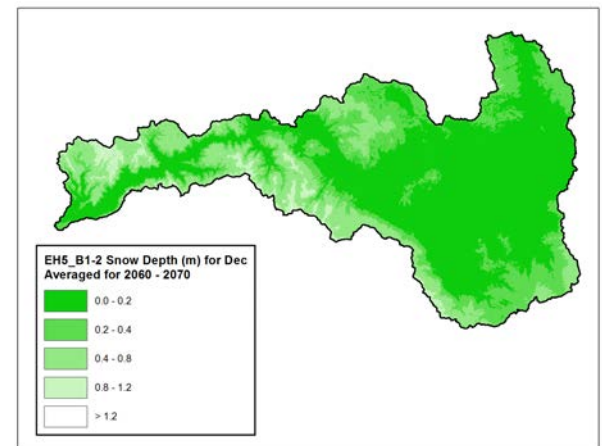 EH5_B1-2 Snow Depth (m) for Dec
Averaged for 2060 - 2070
0.0 - 0.2
0.2 - 0.4
0.4 - 0.8
0.8 - 1.2
> 1.2